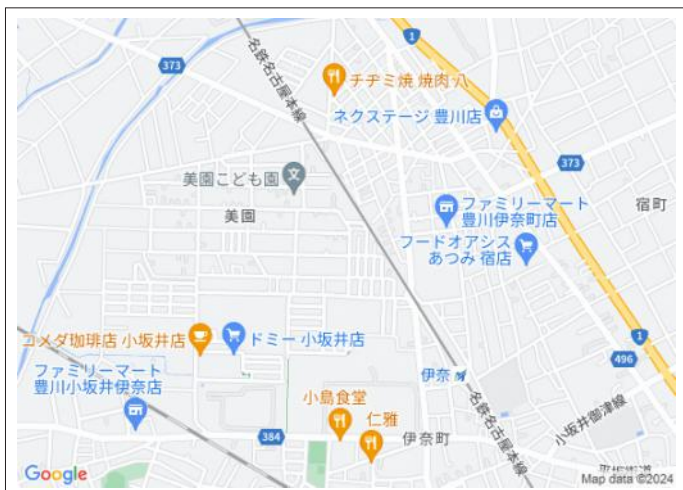 1
373
名鉄名古屋本線
チヂミ焼 焼肉 八
ネクステージ 豊川店
373
美園こども園
美園
ファミリーマート
豊川伊奈町店
宿町
フードオアシス
あつみ 宿店
コメダ珈琲店 小坂井店
ドミー 小坂井店
1
496
ファミリーマート
豊川小坂井伊奈店
伊奈
小島食堂
仁雅
384
伊奈町
小坂井御津線
名鉄名古屋本線
Google
Map data ©2024